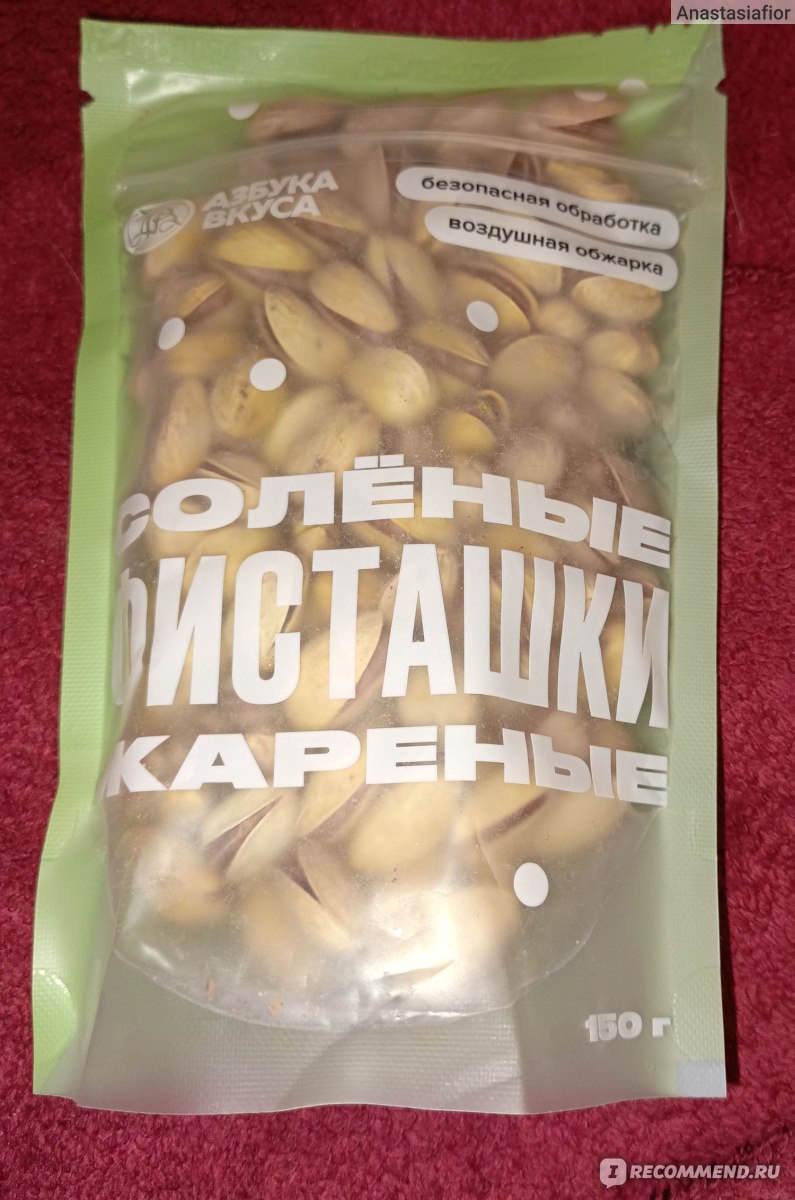 Anastasiafior
АЗБУКА
ВКУСА
безопасная обработка
воздушная обжарка
СОЛЁНЫЕ
ФИСТАШКИ
ЖАРЕНЫЕ
150 г
I RECOMMEND.RU